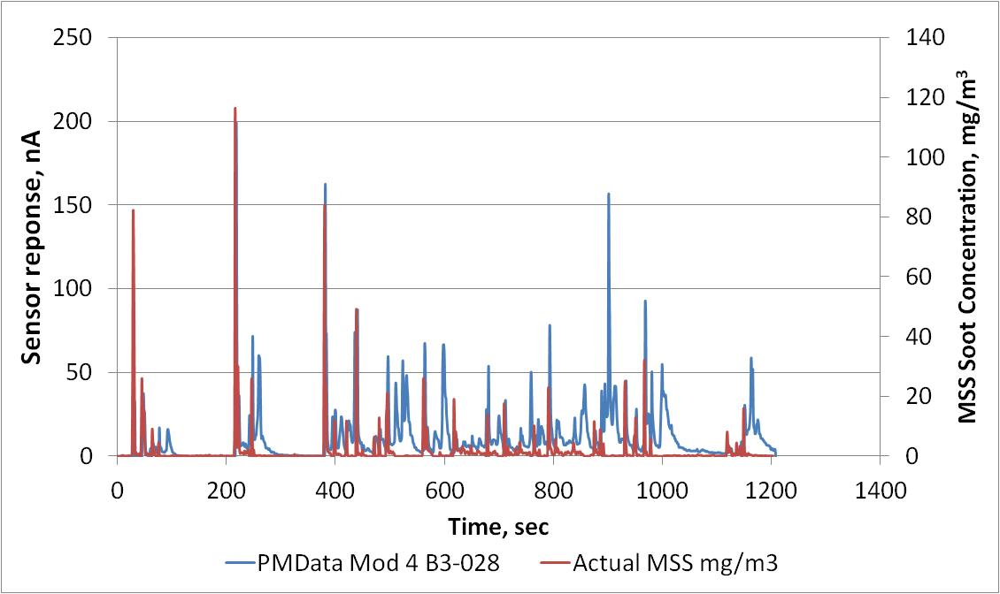 250
200
150
100
50
0
Sensor reponse, nA
140
120
100
80
60
40
20
0
MSS Soot Concentration, mg/m³
0 200 400 600 800 1000 1200 1400
Time, sec
PMData Mod 4 B3-028 Actual MSS mg/m3